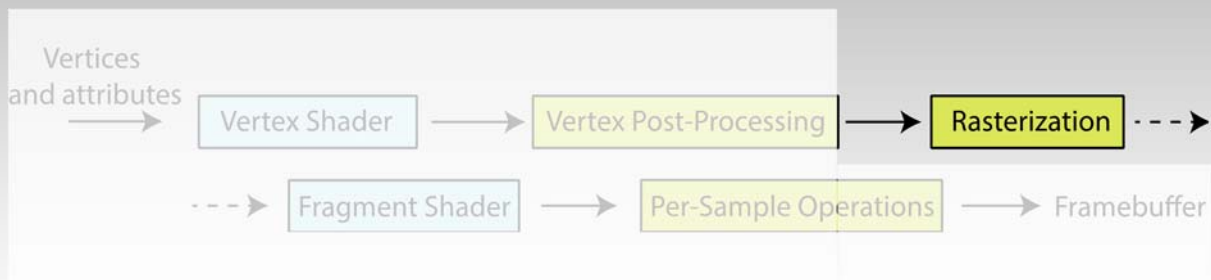 Vertices
and attributes
Vertex Shader
Vertex Post-Processing
Rasterization
Fragment Shader
Per-Sample Operations
Framebuffer